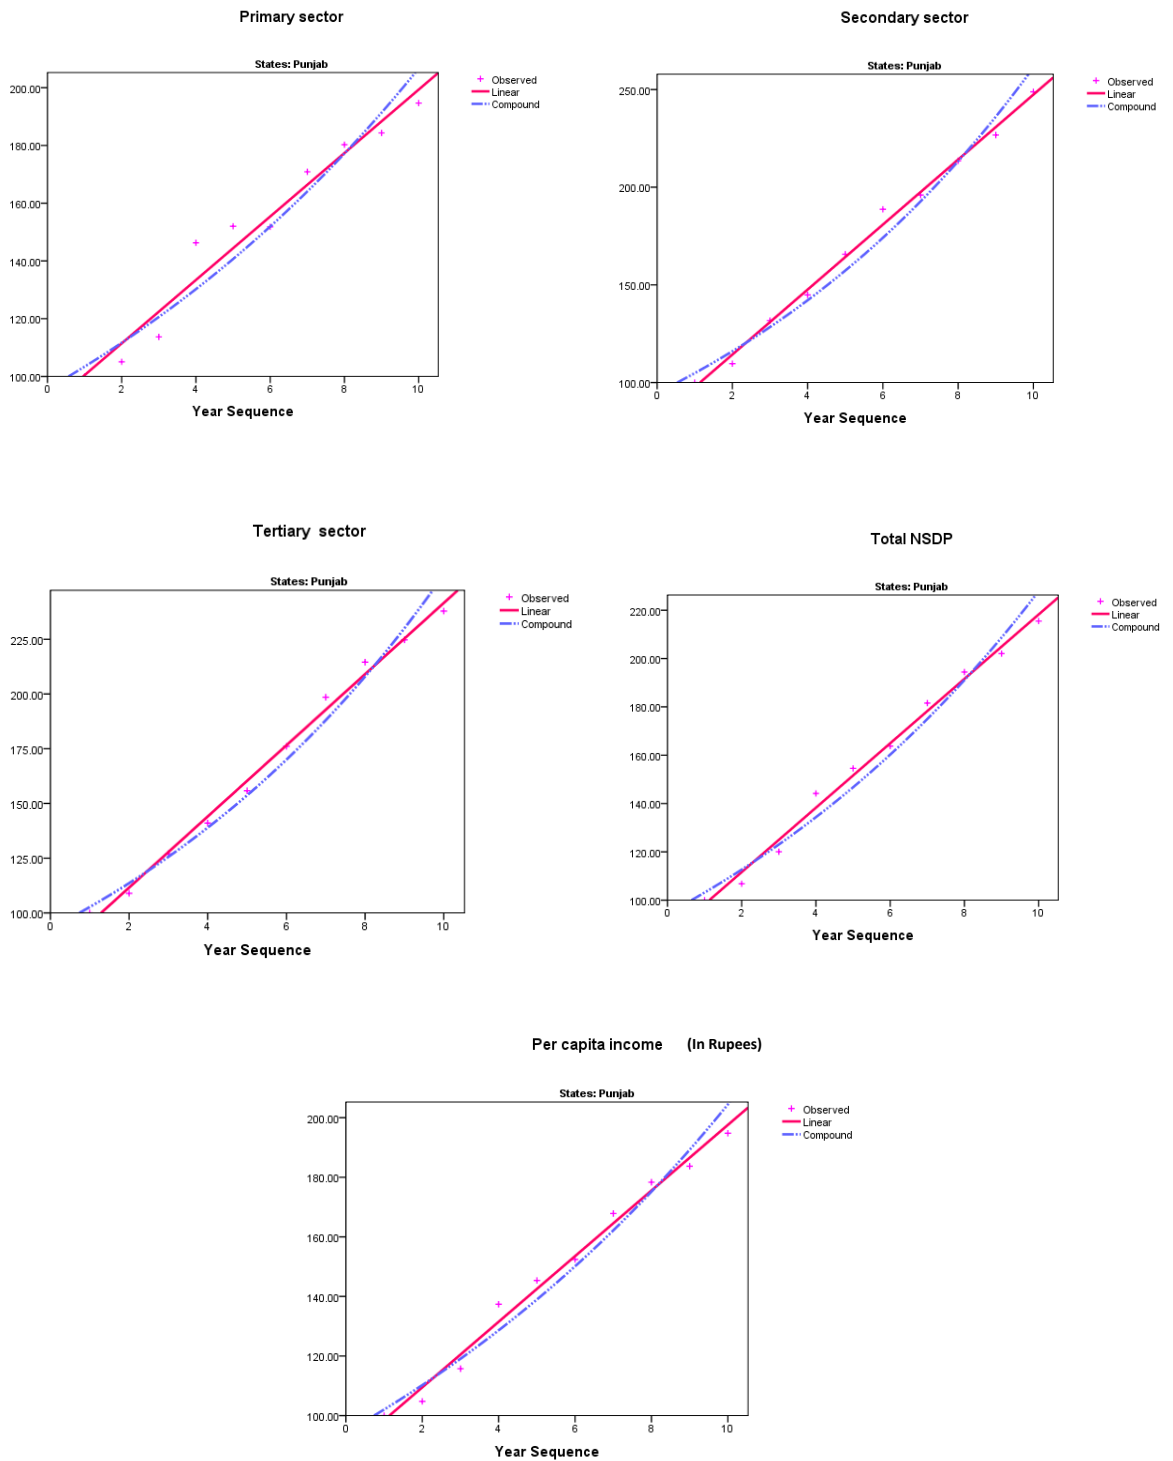 Primary sector
States: Punjab
Observed
Linear
Compound
200.00
180.00
160.00
140.00
120.00
100.00
0 2 4 6 8 10
Year Sequence
Secondary sector
States: Punjab
Observed
Linear
Compound
250.00
200.00
150.00
100.00
0 2 4 6 8 10
Year Sequence
Tertiary sector
States: Punjab
Observed
Linear
Compound
225.00
200.00
175.00
150.00
125.00
100.00
0 2 4 6 8 10
Year Sequence
Total NSDP
States: Punjab
Observed
Linear
Compound
220.00
200.00
180.00
160.00
140.00
120.00
100.00
0 2 4 6 8 10
Year Sequence
Per capita income (In Rupees)
States: Punjab
Observed
Linear
Compound
200.00
180.00
160.00
140.00
120.00
100.00
0 2 4 6 8 10
Year Sequence